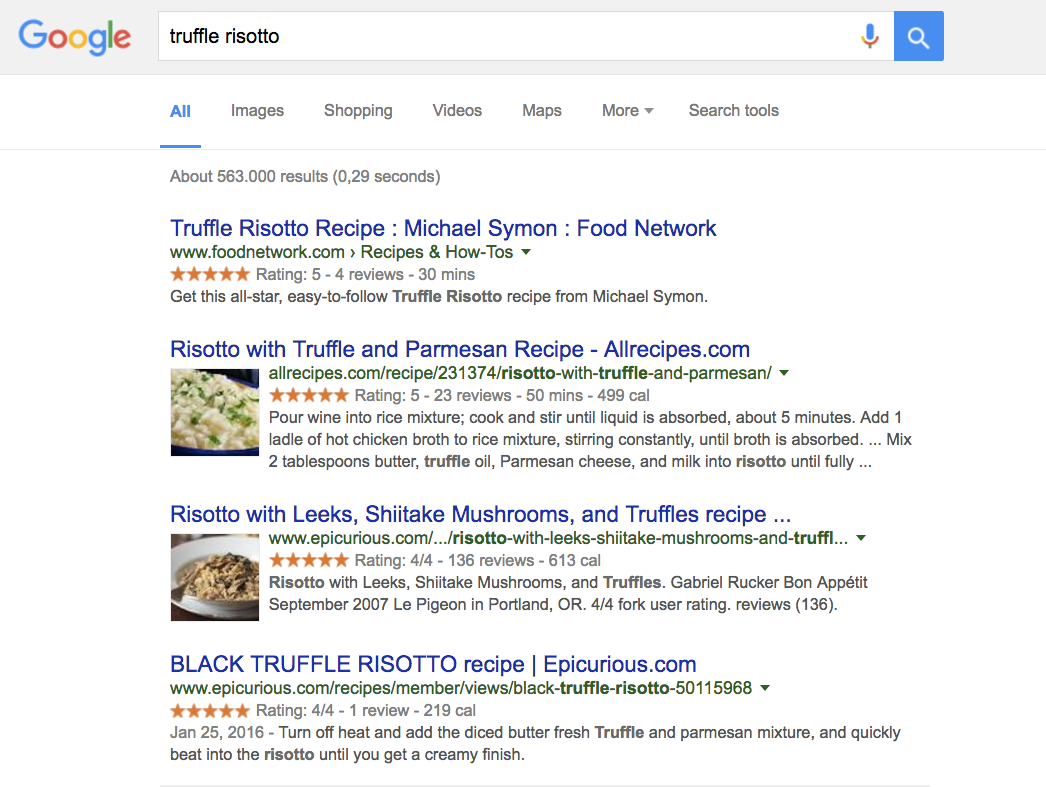 Google
truffle risotto
All Images Shopping Videos Maps More Search tools
About 563.000 results (0,29 seconds)
Truffle Risotto Recipe : Michael Symon : Food Network
www.foodnetwork.com › Recipes & How-Tos
Rating: 5 - 4 reviews - 30 mins
Get this all-star, easy-to-follow Truffle Risotto recipe from Michael Symon.
Risotto with Truffle and Parmesan Recipe - Allrecipes.com
allrecipes.com/recipe/231374/risotto-with-truffle-and-parmesan/
Rating: 5 - 23 reviews - 50 mins - 499 cal
Pour wine into rice mixture; cook and stir until liquid is absorbed, about 5 minutes. Add 1
ladle of hot chicken broth to rice mixture, stirring constantly, until broth is absorbed. ... Mix
2 tablespoons butter, truffle oil, Parmesan cheese, and milk into risotto until fully ...
Risotto with Leeks, Shiitake Mushrooms, and Truffles recipe ...
www.epicurious.com/.../risotto-with-leeks-shiitake-mushrooms-and-truffl...
Rating: 4/4 - 136 reviews - 613 cal
Risotto with Leeks, Shiitake Mushrooms, and Truffles. Gabriel Rucker Bon Appétit
September 2007 Le Pigeon in Portland, OR. 4/4 fork user rating. reviews (136).
BLACK TRUFFLE RISOTTO recipe | Epicurious.com
www.epicurious.com/recipes/member/views/black-truffle-risotto-50115968
Rating: 4/4 - 1 review - 219 cal
Jan 25, 2016 - Turn off heat and add the diced butter fresh Truffle and parmesan mixture, and quickly
beat into the risotto until you get a creamy finish.